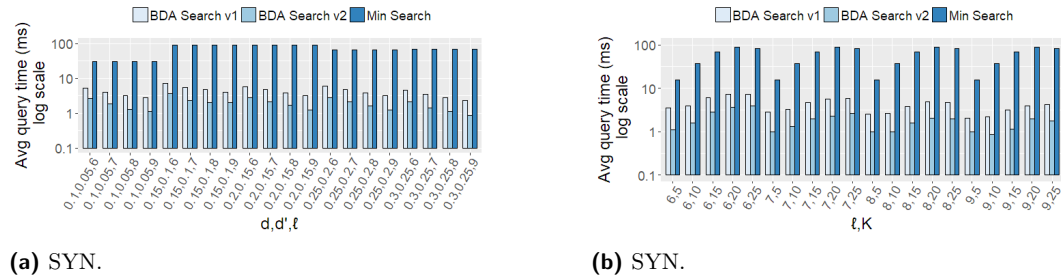 BDA Search v1 BDA Search v2 Min Search
Avg query time (ms)
log scale
100
10
1
0.1
0.1,0.05,6 0.1,0.05,7 0.1,0.05,8 0.1,0.05,9 0.15,0.1,6 0.15,0.1,7 0.15,0.1,8 0.15,0.1,9 0.2,0.15,6 0.2,0.15,7 0.2,0.15,8 0.2,0.15,9 0.25,0.2,6 0.25,0.2,7 0.25,0.2,8 0.25,0.2,9 0.3,0.25,6 0.3,0.25,7 0.3,0.25,8 0.3,0.25,9
d,d',ℓ
(a) SYN.
BDA Search v1 BDA Search v2 Min Search
Avg query time (ms)
log scale
100
10
1
0.1
6,5 6,10 6,15 6,20 6,25 7,5 7,10 7,15 7,20 7,25 8,5 8,10 8,15 8,20 8,25 9,5 9,10 9,15 9,20 9,25
ℓ,K
(b) SYN.